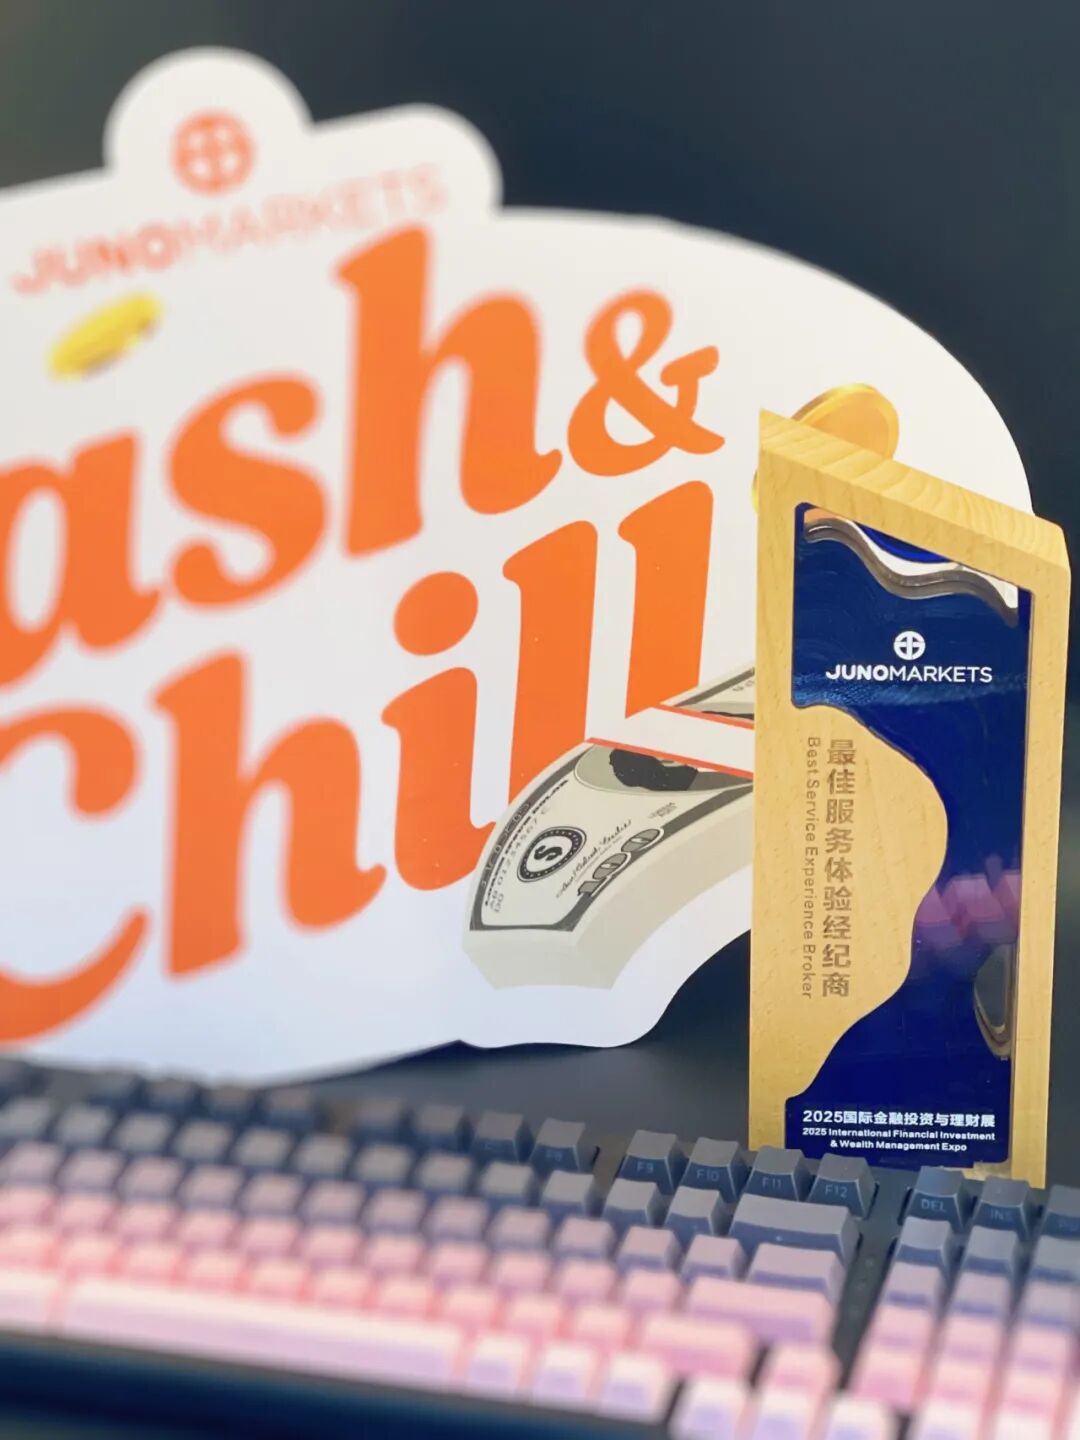 JUNOMARKETS
ash &
Chill
100
JUNOMARKETS
最佳服务体验经纪商
Best Service Experience Broker
2025国际金融投资与理财展
2025 International Financial Investment
& Wealth Management Expo
F9
F10
F11
F12
DEL
INS